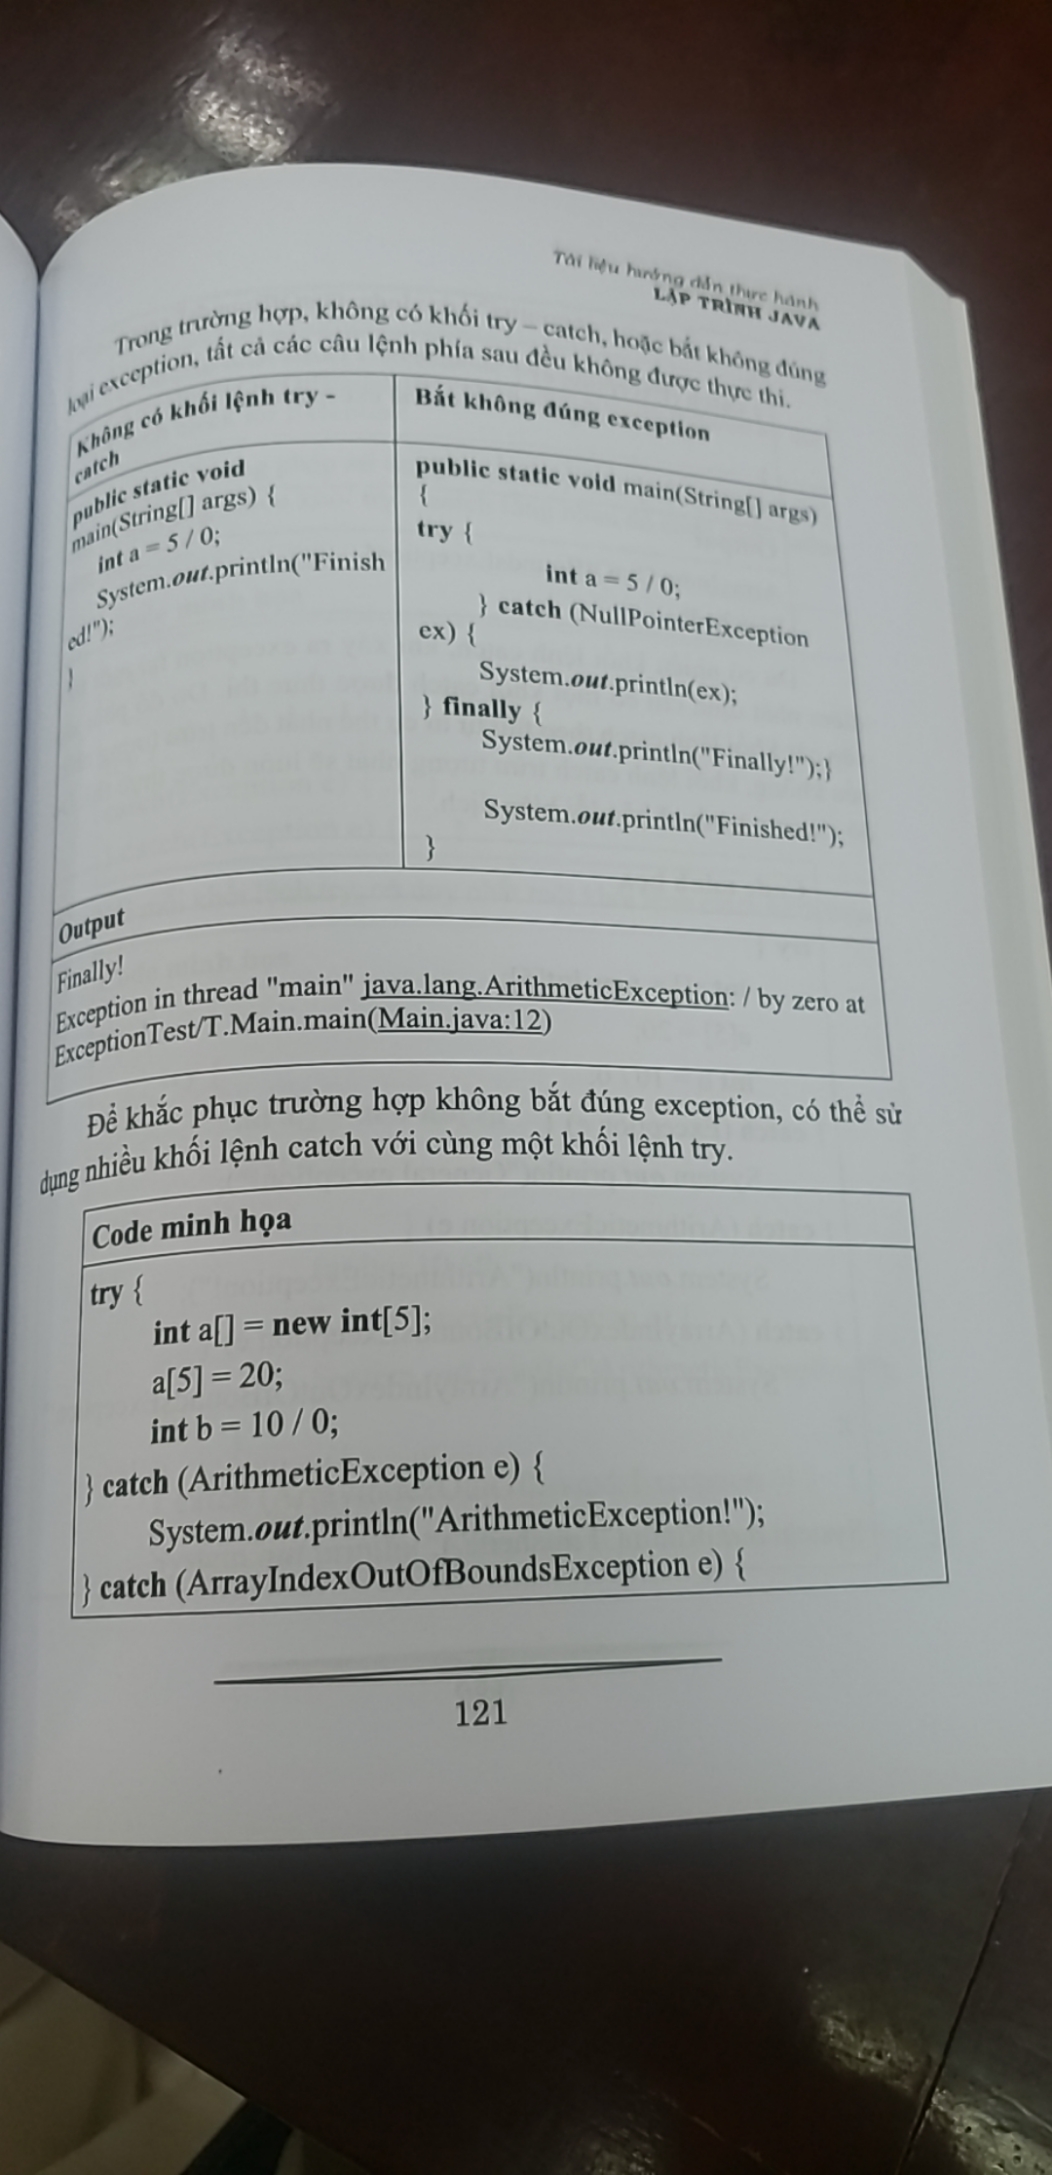 Tài liệu hướng dẫn thực hành
LẬP TRÌNH JAVA
Trong trường hợp, không có khối try – catch, hoặc bắt không đúng
loại exception, tất cả các câu lệnh phía sau đều không được thực thi.
Không có khối lệnh try -
catch
public static void
main(String[] args) {
int a = 5 / 0;
System.out.println("Finish
ed!");
}
Bắt không đúng exception
public static void main(String[] args)
{
try {
int a = 5 / 0;
} catch (NullPointerException
ex) {
System.out.println(ex);
} finally {
System.out.println("Finally!");}
System.out.println("Finished!");
}
Output
Finally!
Exception in thread "main" java.lang.ArithmeticException: / by zero at
ExceptionTest/T.Main.main(Main.java:12)
Để khắc phục trường hợp không bắt đúng exception, có thể sử
dụng nhiều khối lệnh catch với cùng một khối lệnh try.
Code minh họa
try {
int a[] = new int[5];
a[5] = 20;
int b = 10 / 0;
} catch (ArithmeticException e) {
System.out.println("ArithmeticException!");
} catch (ArrayIndexOutOfBoundsException e) {
121